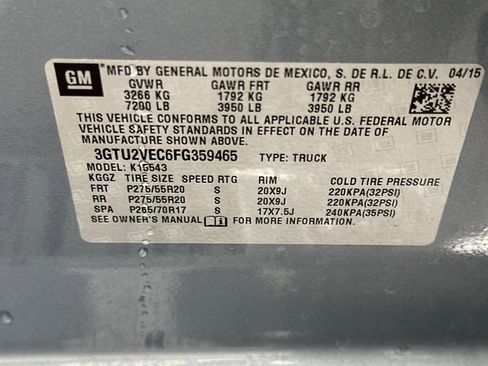 GM *MFD BY GENERAL MOTORS DE MEXICO, S. DE R.L. DE C.V. 04/15
GVWR GAWR FRT GAWR RR
3266 KG 1792 KG 1792 KG
7200 LB 3950 LB 3950 LB
THIS VEHICLE CONFORMS TO ALL APPLICABLE U.S. FEDERAL MOTOR
VEHICLE SAFETY STANDARDS IN EFFECT ON THE DATE OF
MANUFACTURE SHOWN ABOVE.
3GTU2VEC6FG359465 TYPE: TRUCK
MODEL: K15543
KGGZ TIRE SIZE SPEED RTG RIM COLD TIRE PRESSURE
FRT P275/55R20 S 20X9J 220KPA(32PSI)
RR P275/55R20 S 20X9J 220KPA(32PSI)
SPA P265/70R17 S 17X7.5J 240KPA(35PSI)
SEE OWNER'S MANUAL FOR MORE INFORMATION.